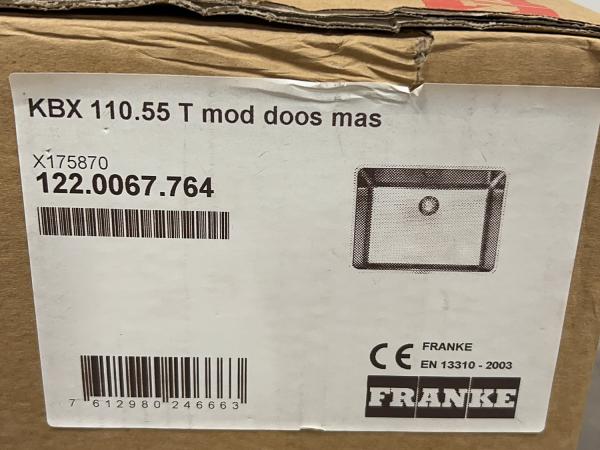 KBX 110.55 T mod doos mas
X175870
122.0067.764
7 612980 246663
CE FRANKE
EN 13310 - 2003
FRANKE